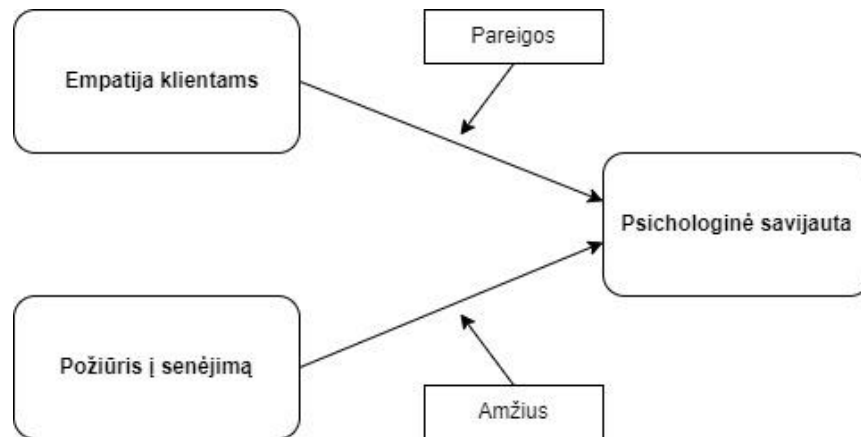 Pareigos
Empatija klientams
Psichologinė savijauta
Požiūris į senėjimą
Amžius